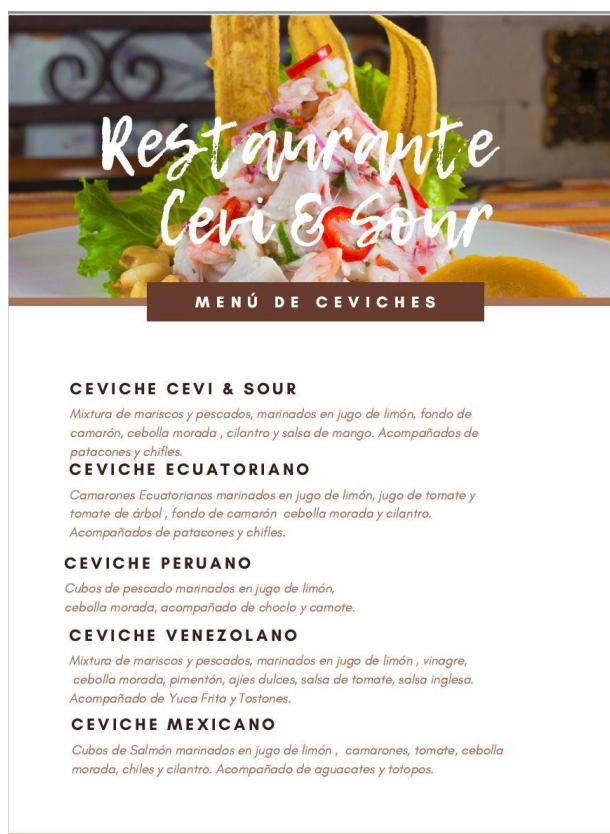 Restaurante
Cevi & Sour
MENÚ DE CEVICHES
CEVICHE CEVI & SOUR
Mixtura de mariscos y pescados, marinados en jugo de limón, fondo de
camarón, cebolla morada , cilantro y salsa de mango. Acompañados de
patacones y chifles.
CEVICHE ECUATORIANO
Camarones Ecuatorianos marinados en jugo de limón, jugo de tomate y
tomate de árbol , fondo de camarón cebolla morada y cilantro.
Acompañados de patacones y chifles.
CEVICHE PERUANO
Cubos de pescado marinados en jugo de limón,
cebolla morada, acompañado de choclo y camote.
CEVICHE VENEZOLANO
Mixtura de mariscos y pescados, marinados en jugo de limón , vinagre,
cebolla morada, pimentón, ajíes dulces, salsa de tomate, salsa inglesa.
Acompañado de Yuca Frita y Tostones.
CEVICHE MEXICANO
Cubos de Salmón marinados en jugo de limón , camarones, tomate, cebolla
morada, chiles y cilantro. Acompañado de aguacates y totopos.